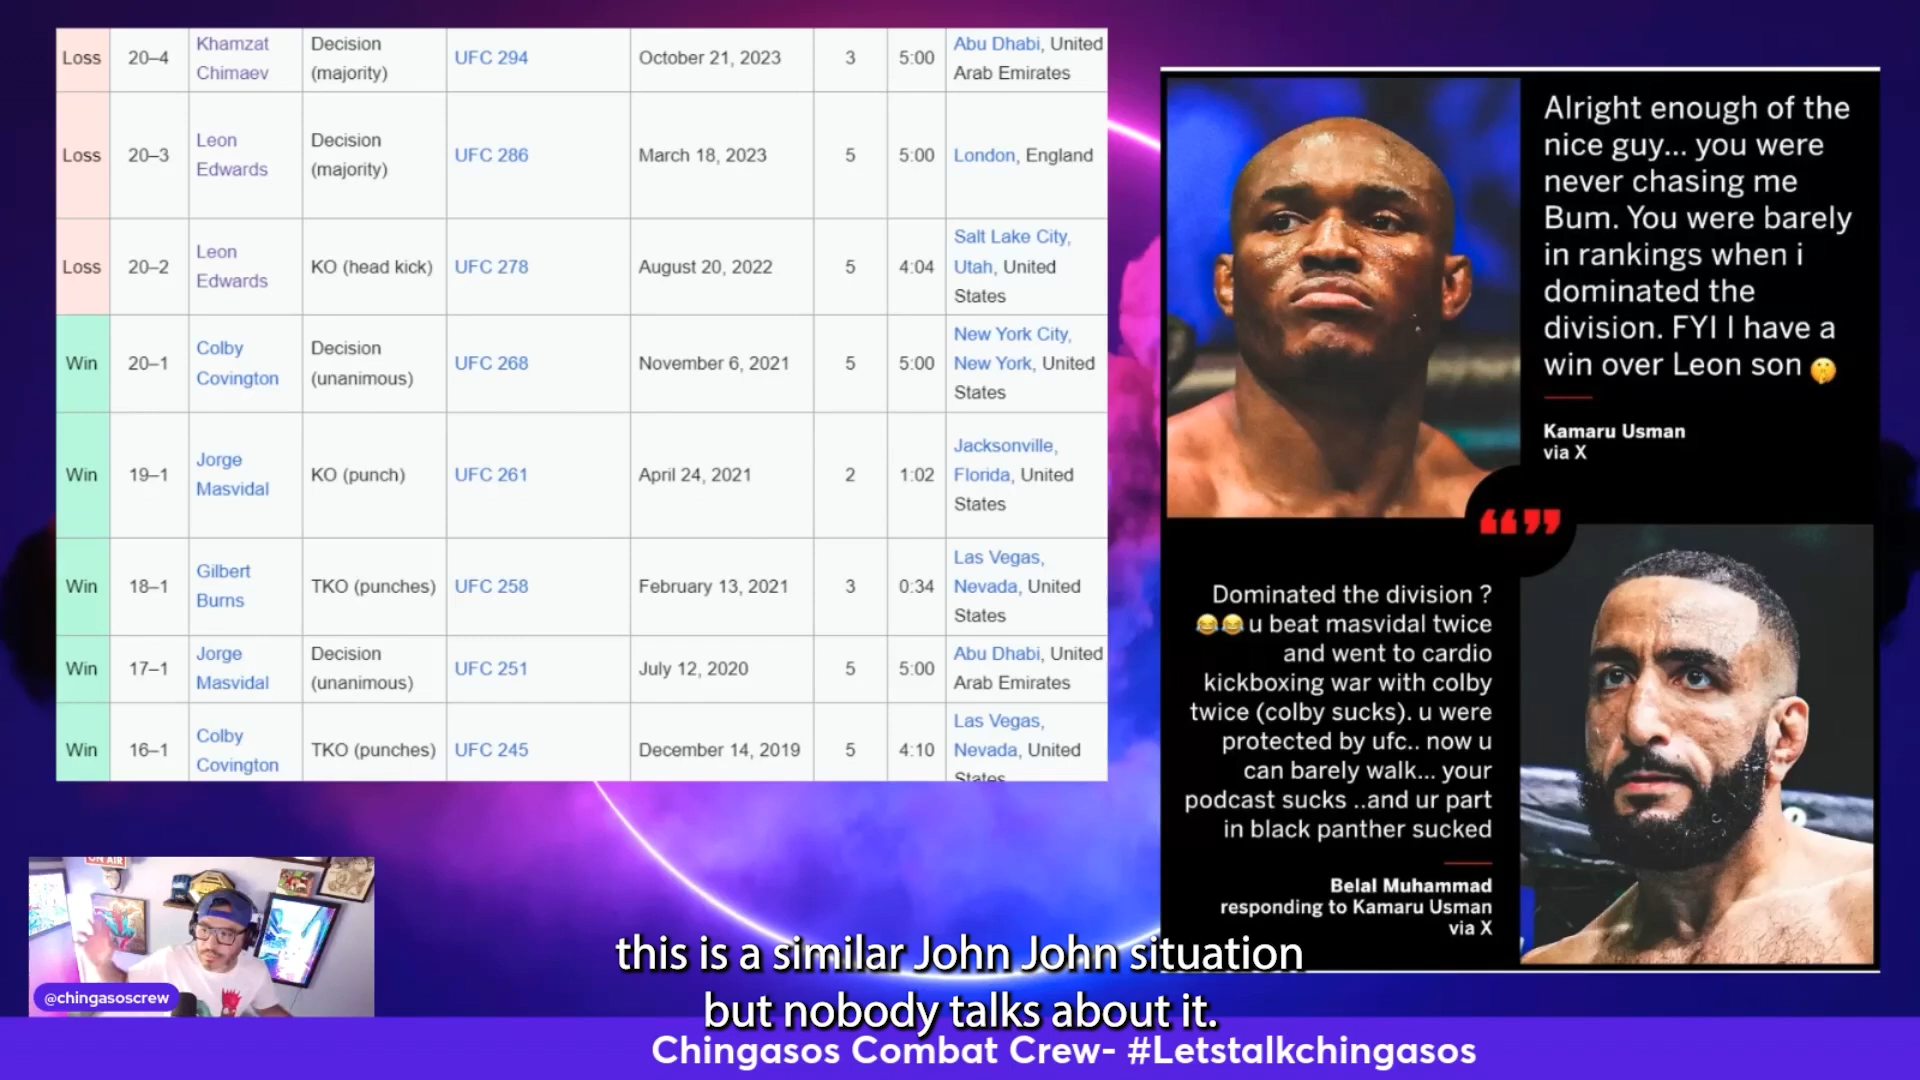 Loss 20–4 Khamzat Chimaev Decision (majority) UFC 294 October 21, 2023 3 5:00 Abu Dhabi, United Arab Emirates
Loss 20–3 Leon Edwards Decision (majority) UFC 286 March 18, 2023 5 5:00 London, England
Loss 20–2 Leon Edwards KO (head kick) UFC 278 August 20, 2022 5 4:04 Salt Lake City, Utah, United States
Win 20–1 Colby Covington Decision (unanimous) UFC 268 November 6, 2021 5 5:00 New York City, New York, United States
Win 19–1 Jorge Masvidal KO (punch) UFC 261 April 24, 2021 2 1:02 Jacksonville, Florida, United States
Win 18–1 Gilbert Burns TKO (punches) UFC 258 February 13, 2021 3 0:34 Las Vegas, Nevada, United States
Win 17–1 Jorge Masvidal Decision (unanimous) UFC 251 July 12, 2020 5 5:00 Abu Dhabi, United Arab Emirates
Win 16–1 Colby Covington TKO (punches) UFC 245 December 14, 2019 5 4:10 Las Vegas, Nevada, United States
Alright enough of the
nice guy... you were
never chasing me
Bum. You were barely
in rankings when i
dominated the
division. FYI I have a
win over Leon son 🤫
Kamaru Usman
via X
❝❞
Dominated the division ?
😂😂 u beat masvidal twice
and went to cardio
kickboxing war with colby
twice (colby sucks). u were
protected by ufc.. now u
can barely walk... your
podcast sucks ..and ur part
in black panther sucked
Belal Muhammad
responding to Kamaru Usman
via X
ON AIR
@chingasoscrew
this is a similar John John situation
but nobody talks about it.
Chingasos Combat Crew- #Letstalkchingasos